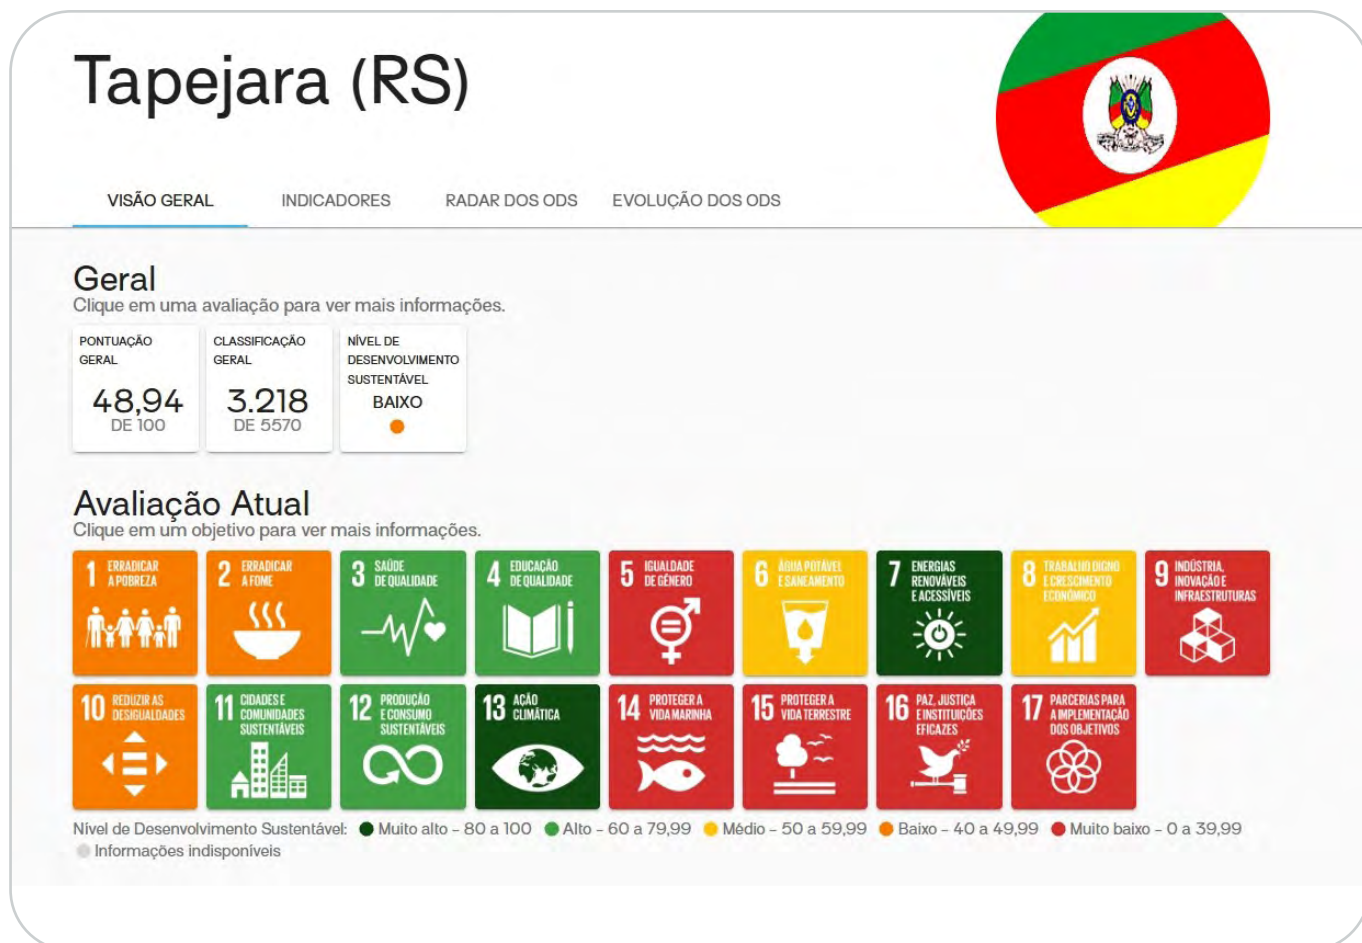 Tapejara (RS)
VISÃO GERAL INDICADORES RADAR DOS ODS EVOLUÇÃO DOS ODS
Geral
Clique em uma avaliação para ver mais informações.
PONTUAÇÃO
GERAL
48,94
DE 100
CLASSIFICAÇÃO
GERAL
3.218
DE 5570
NÍVEL DE
DESENVOLVIMENTO
SUSTENTÁVEL
BAIXO
Avaliação Atual
Clique em um objetivo para ver mais informações.
1 ERRADICAR
A POBREZA
2 ERRADICAR
A FOME
3 SAÚDE
DE QUALIDADE
4 EDUCAÇÃO
DE QUALIDADE
5 IGUALDADE
DE GÉNERO
6 ÁGUA POTÁVEL
E SANEAMENTO
7 ENERGIAS
RENOVÁVEIS
E ACESSÍVEIS
8 TRABALHO DIGNO
E CRESCIMENTO
ECONÓMICO
9 INDÚSTRIA,
INOVAÇÃO E
INFRAESTRUTURAS
10 REDUZIR AS
DESIGUALDADES
11 CIDADES E
COMUNIDADES
SUSTENTÁVEIS
12 PRODUÇÃO
E CONSUMO
SUSTENTÁVEIS
13 AÇÃO
CLIMÁTICA
14 PROTEGER A
VIDA MARINHA
15 PROTEGER A
VIDA TERRESTRE
16 PAZ, JUSTIÇA
E INSTITUIÇÕES
EFICAZES
17 PARCERIAS PARA
A IMPLEMENTAÇÃO
DOS OBJETIVOS
Nível de Desenvolvimento Sustentável: Muito alto - 80 a 100 Alto - 60 a 79,99 Médio - 50 a 59,99 Baixo - 40 a 49,99 Muito baixo - 0 a 39,99
Informações indisponíveis